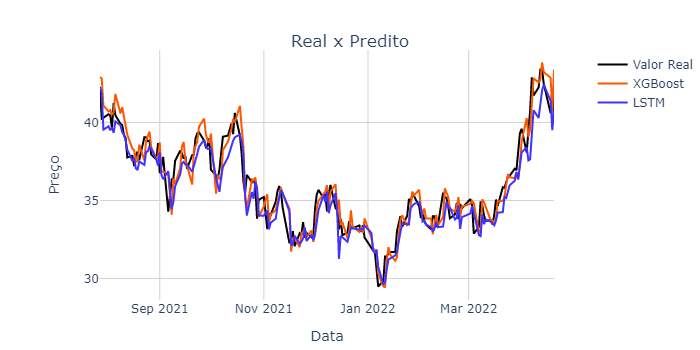 Real x Predito
Valor Real
XGBoost
LSTM
Preço
40
35
30
Sep 2021
Nov 2021
Jan 2022
Mar 2022
Data